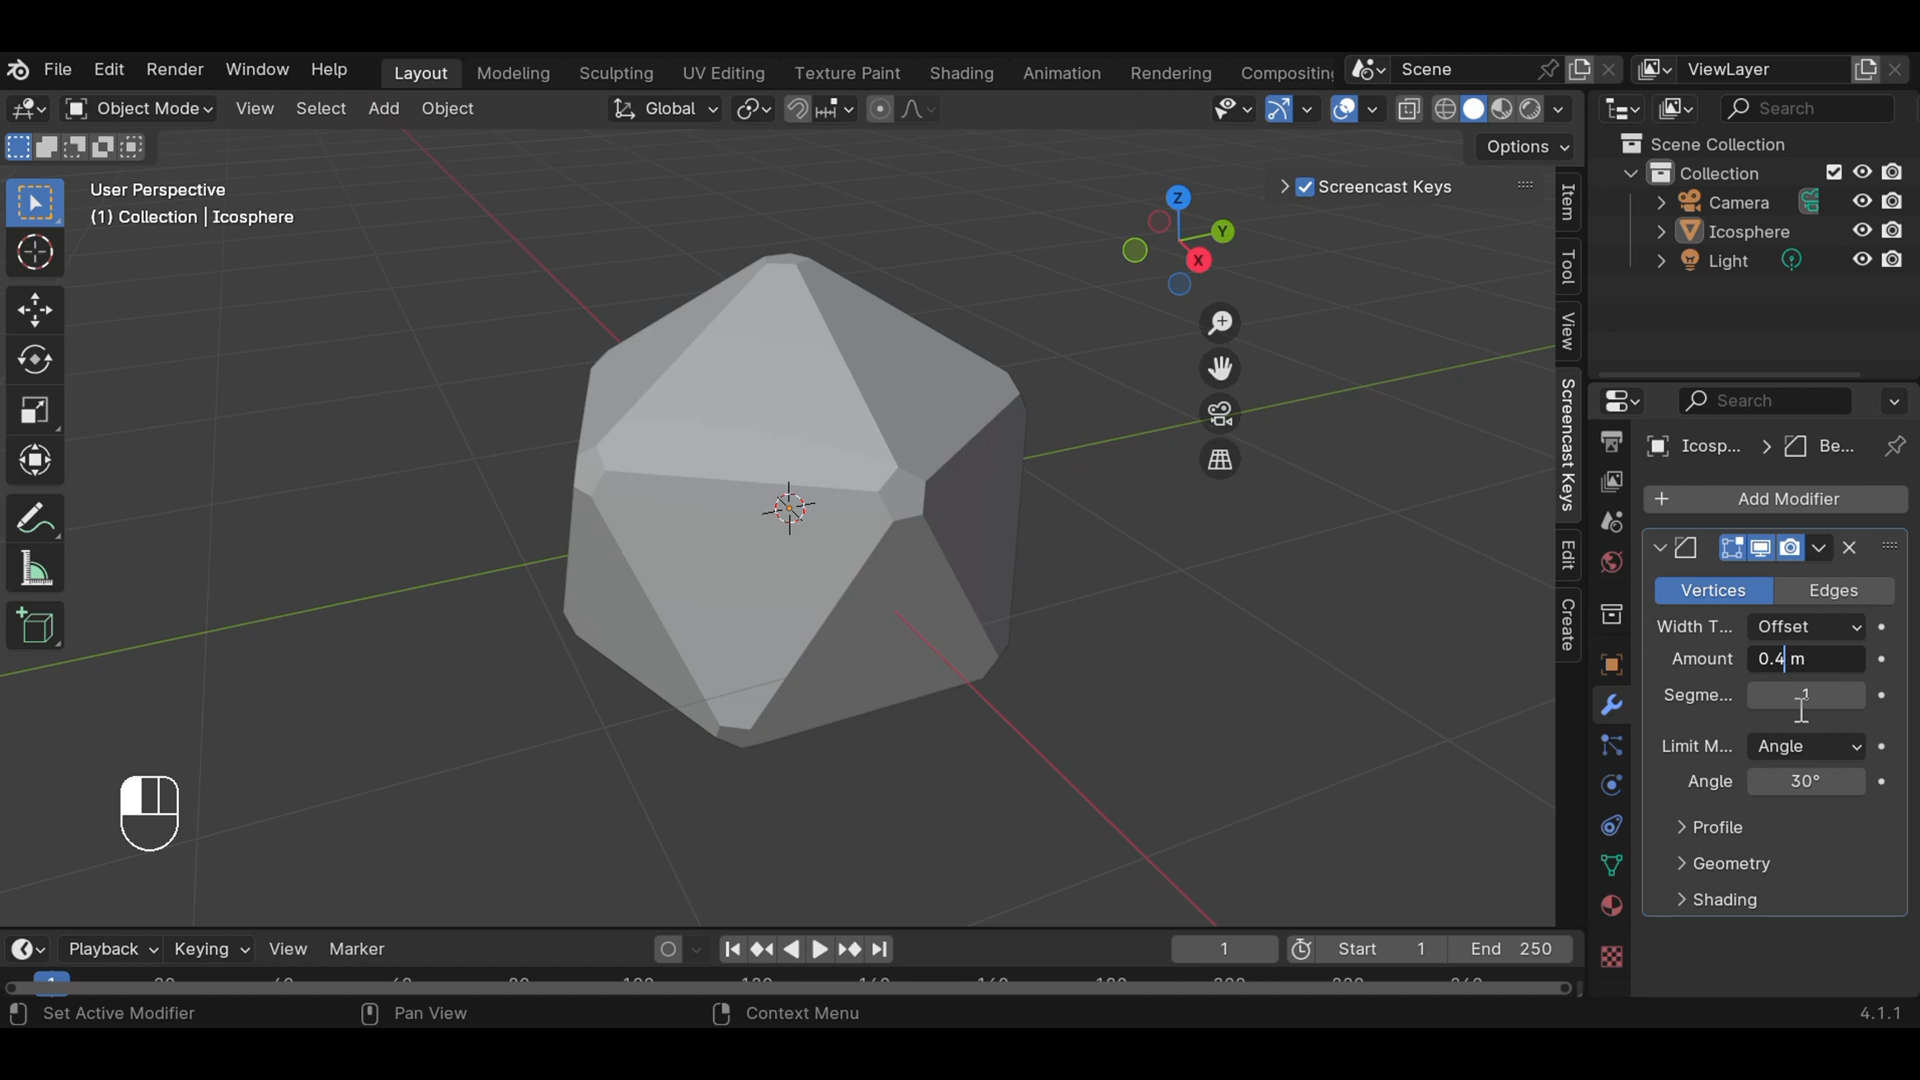 File Edit Render Window Help Layout Modeling Sculpting UV Editing Texture Paint Shading Animation Rendering Compositing Scene ViewLayer
Object Mode View Select Add Object Global Search
Options
User Perspective
(1) Collection | Icosphere
Screencast Keys
Z
Y
X
Item
Tool
View
Screencast Keys
Edit
Create
Scene Collection
Collection
Camera
Icosphere
Light
Search
Icosp... Be...
Add Modifier
Vertices Edges
Width T... Offset
Amount 0.4 m
Segme... 1
Limit M... Angle
Angle 30°
Profile
Geometry
Shading
Playback Keying View Marker 1 Start 1 End 250
1
Set Active Modifier Pan View Context Menu 4.1.1